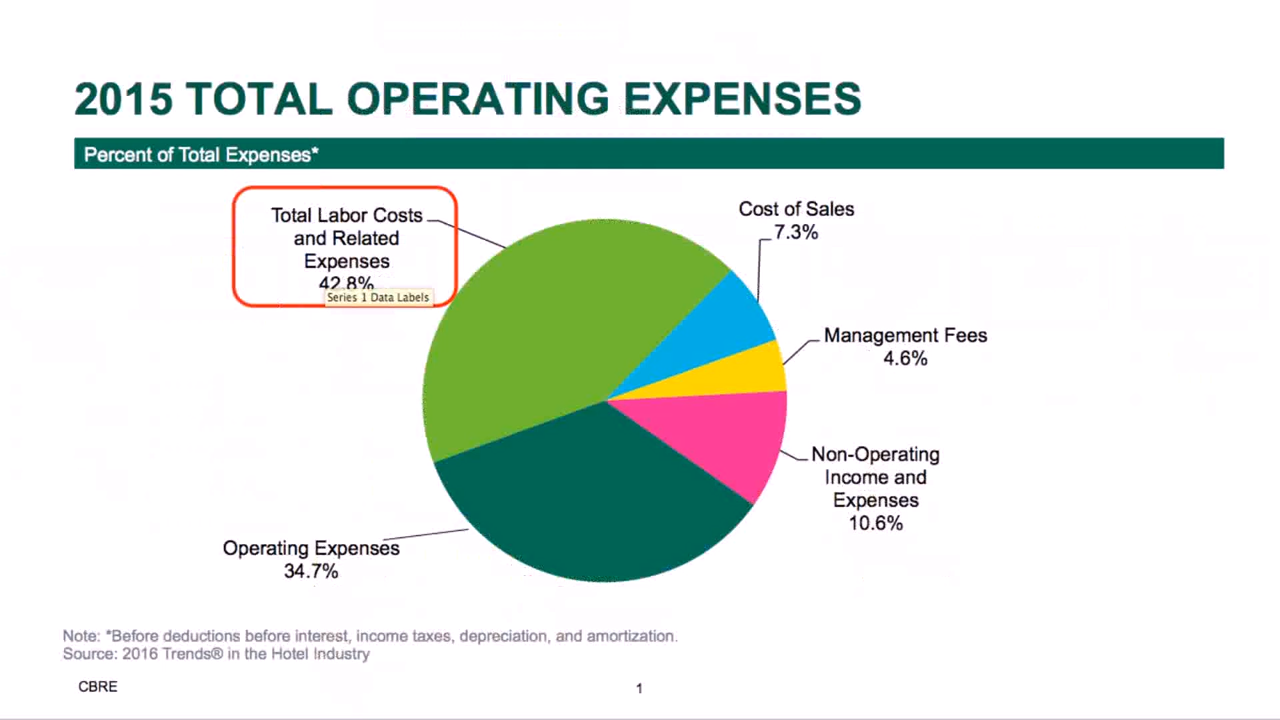 2015 TOTAL OPERATING EXPENSES
Percent of Total Expenses*
Total Labor Costs
and Related
Expenses
42.8%
Series 1 Data Labels
Cost of Sales
7.3%
Management Fees
4.6%
Non-Operating
Income and
Expenses
10.6%
Operating Expenses
34.7%
Note: *Before deductions before interest, income taxes, depreciation, and amortization.
Source: 2016 Trends® in the Hotel Industry
CBRE
1